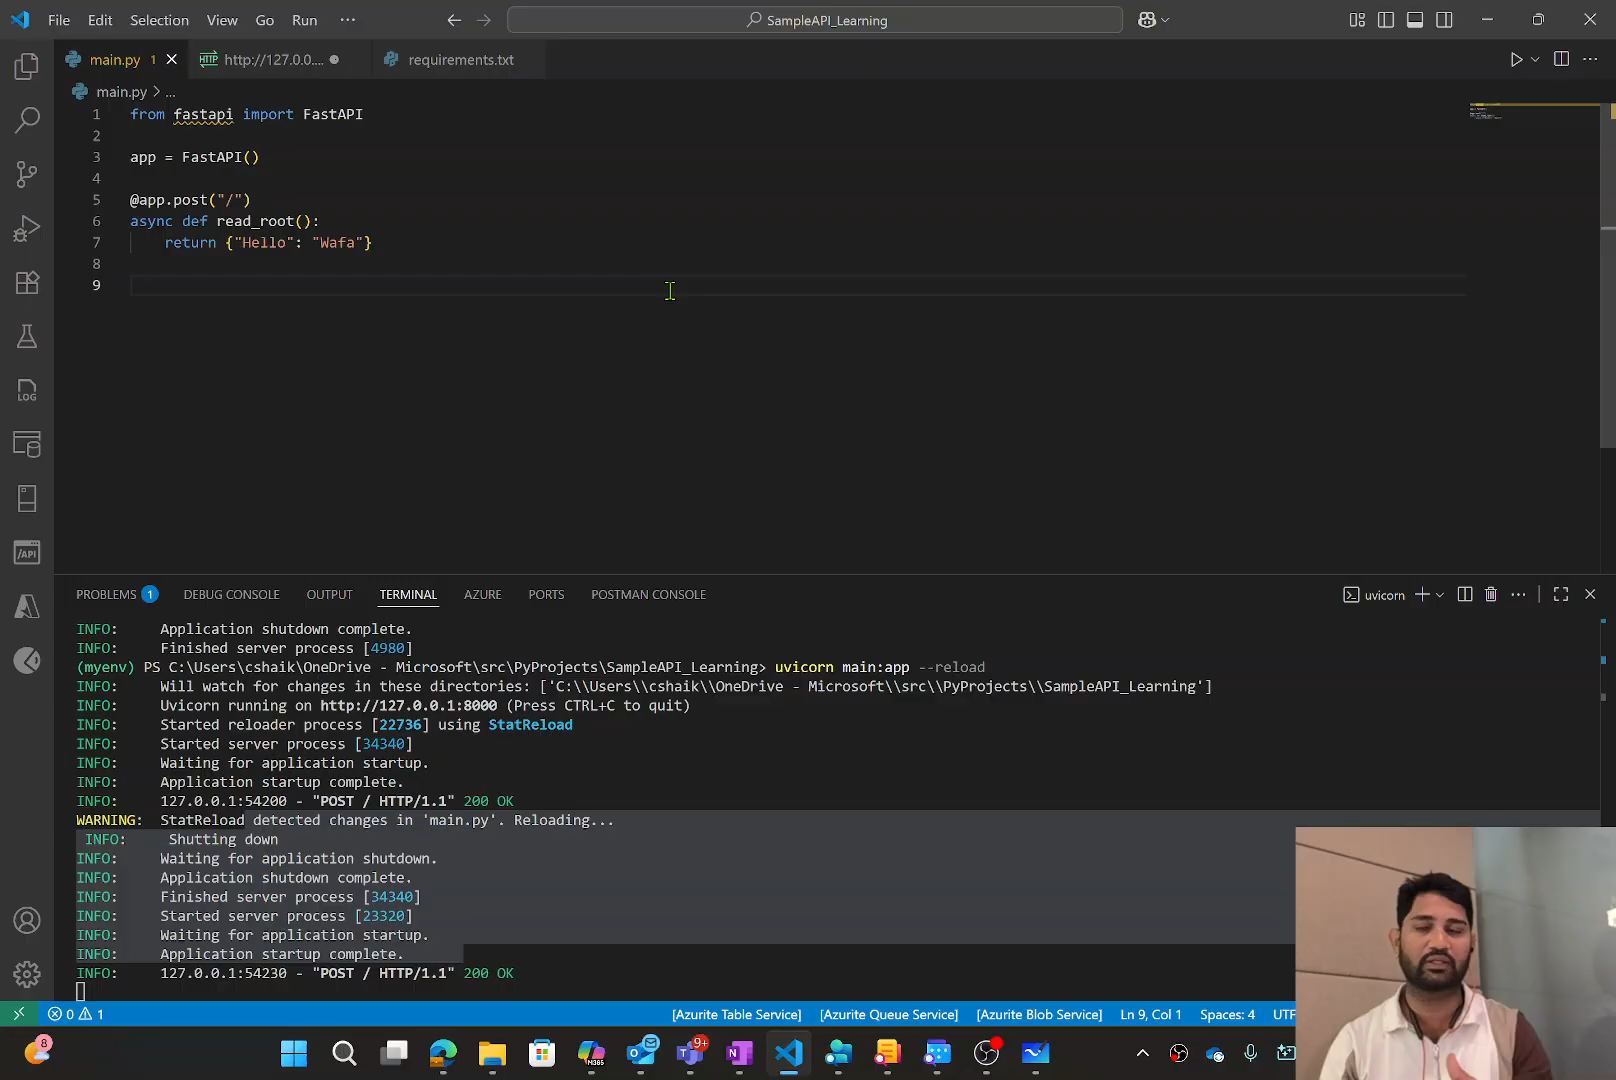 File Edit Selection View Go Run ··· SampleAPI_Learning
main.py 1 http://127.0.0.... requirements.txt
main.py > ...
1 from fastapi import FastAPI
2
3 app = FastAPI()
4
5 @app.post("/")
6 async def read_root():
7 return {"Hello": "Wafa"}
8
9
PROBLEMS 1 DEBUG CONSOLE OUTPUT TERMINAL AZURE PORTS POSTMAN CONSOLE uvicorn
INFO: Application shutdown complete.
INFO: Finished server process [4980]
(myenv) PS C:\Users\cshaik\OneDrive - Microsoft\src\PyProjects\SampleAPI_Learning> uvicorn main:app --reload
INFO: Will watch for changes in these directories: ['C:\\Users\\cshaik\\OneDrive - Microsoft\\src\\PyProjects\\SampleAPI_Learning']
INFO: Uvicorn running on http://127.0.0.1:8000 (Press CTRL+C to quit)
INFO: Started reloader process [22736] using StatReload
INFO: Started server process [34340]
INFO: Waiting for application startup.
INFO: Application startup complete.
INFO: 127.0.0.1:54200 - "POST / HTTP/1.1" 200 OK
WARNING: StatReload detected changes in 'main.py'. Reloading...
INFO: Shutting down
INFO: Waiting for application shutdown.
INFO: Application shutdown complete.
INFO: Finished server process [34340]
INFO: Started server process [23320]
INFO: Waiting for application startup.
INFO: Application startup complete.
INFO: 127.0.0.1:54230 - "POST / HTTP/1.1" 200 OK
0 1 [Azurite Table Service] [Azurite Queue Service] [Azurite Blob Service] Ln 9, Col 1 Spaces: 4 UTF
8 M365 9+
HTTP
LOG
/API